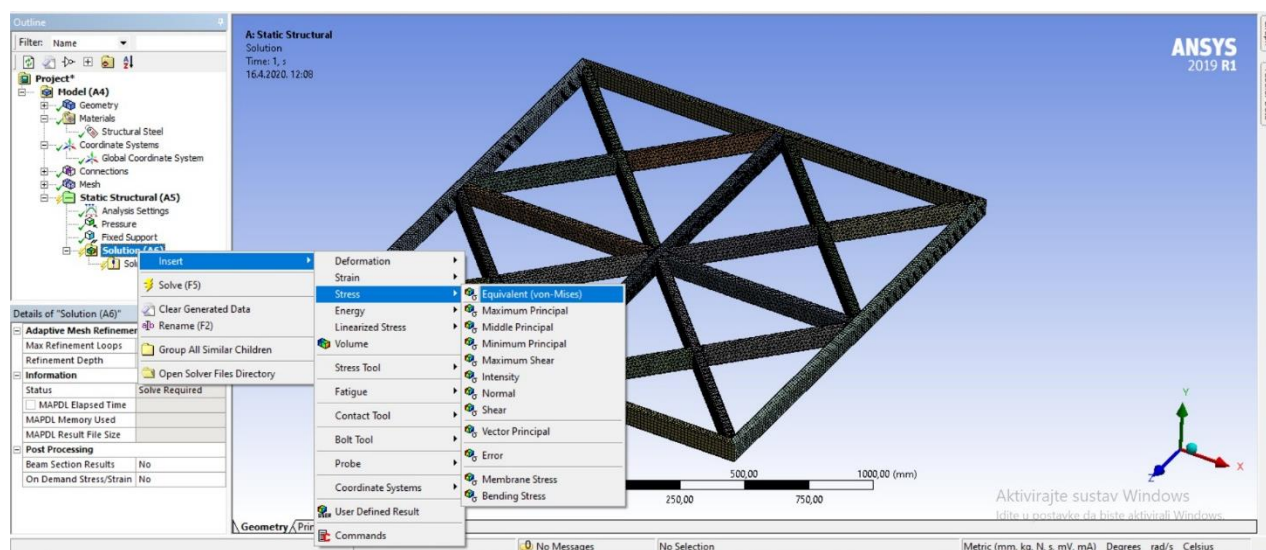 Outline
Filter: Name
Project*
Model (A4)
Geometry
Materials
Structural Steel
Coordinate Systems
Global Coordinate System
Connections
Mesh
Static Structural (A5)
Analysis Settings
Pressure
Fixed Support
Solution (A6)
Details of "Solution (A6)"
Adaptive Mesh Refinemer
Max Refinement Loops
Refinement Depth
Information
Status Solve Required
MAPDL Elapsed Time
MAPDL Memory Used
MAPDL Result File Size
Post Processing
Beam Section Results No
On Demand Stress/Strain No
A: Static Structural
Solution
Time: 1, s
16.4.2020. 12:08
ANSYS
2019 R1
Insert
Solve (F5)
Clear Generated Data
Rename (F2)
Group All Similar Children
Open Solver Files Directory
Deformation
Strain
Stress
Energy
Linearized Stress
Volume
Stress Tool
Fatigue
Contact Tool
Bolt Tool
Probe
Coordinate Systems
User Defined Result
Commands
Equivalent (von-Mises)
Maximum Principal
Middle Principal
Minimum Principal
Maximum Shear
Intensity
Normal
Shear
Vector Principal
Error
Membrane Stress
Bending Stress
500,00 1000,00 (mm)
250,00 750,00
Y
X
Z
Aktivirajte sustav Windows
Idite u postavke da biste aktivirali Windows.
Geometry Prin
No Messages No Selection Metric (mm, kg, N, s, mV, mA) Degrees rad/s Celsius